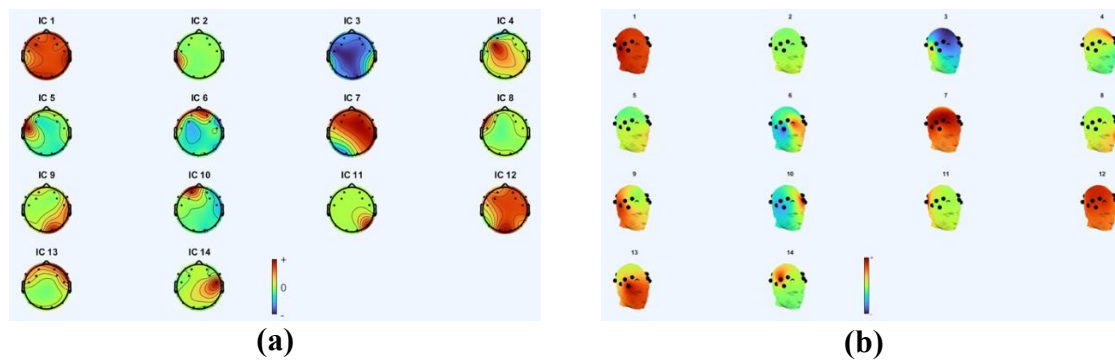 IC 1 IC 2 IC 3 IC 4
IC 5 IC 6 IC 7 IC 8
IC 9 IC 10 IC 11 IC 12
IC 13 IC 14
+
0
-
(a)
1 2 3 4
5 6 7 8
9 10 11 12
13 14
+
-
(b)